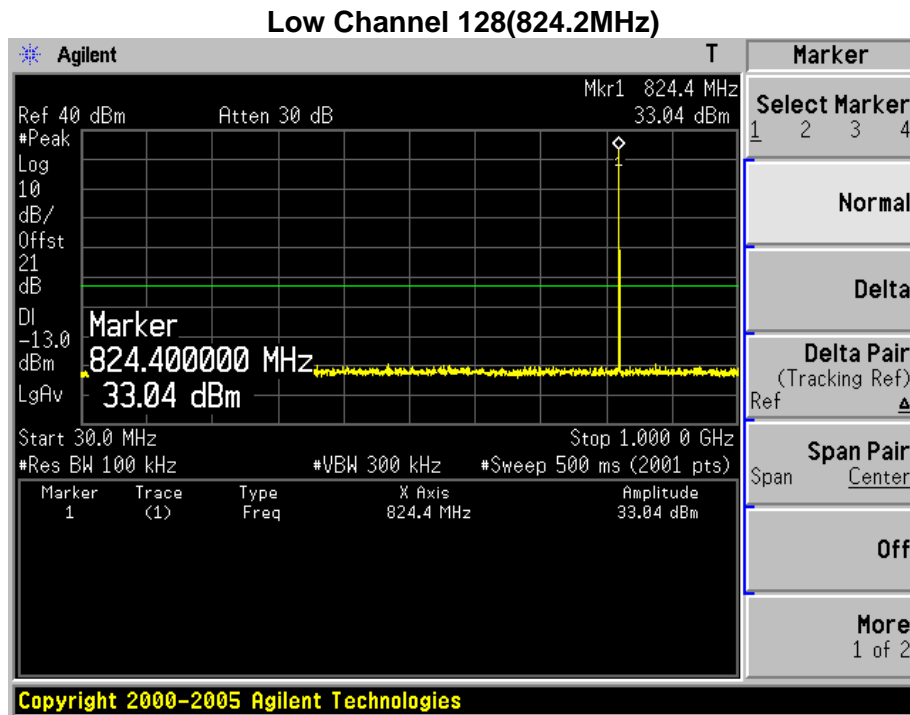 Low Channel 128(824.2MHz)
Agilent T Marker
Mkr1 824.4 MHz
Ref 40 dBm Atten 30 dB 33.04 dBm
#Peak
Log
10
dB/
Offst
21
dB
DI
-13.0
dBm
LgAv
1
Marker
824.400000 MHz
33.04 dBm
Start 30.0 MHz Stop 1.000 0 GHz
#Res BW 100 kHz #VBW 300 kHz #Sweep 500 ms (2001 pts)
Marker Trace Type X Axis Amplitude
1 (1) Freq 824.4 MHz 33.04 dBm
Select Marker
1 2 3 4
Normal
Delta
Delta Pair
(Tracking Ref)
Ref Δ
Span Pair
Span Center
Off
More
1 of 2
Copyright 2000-2005 Agilent Technologies